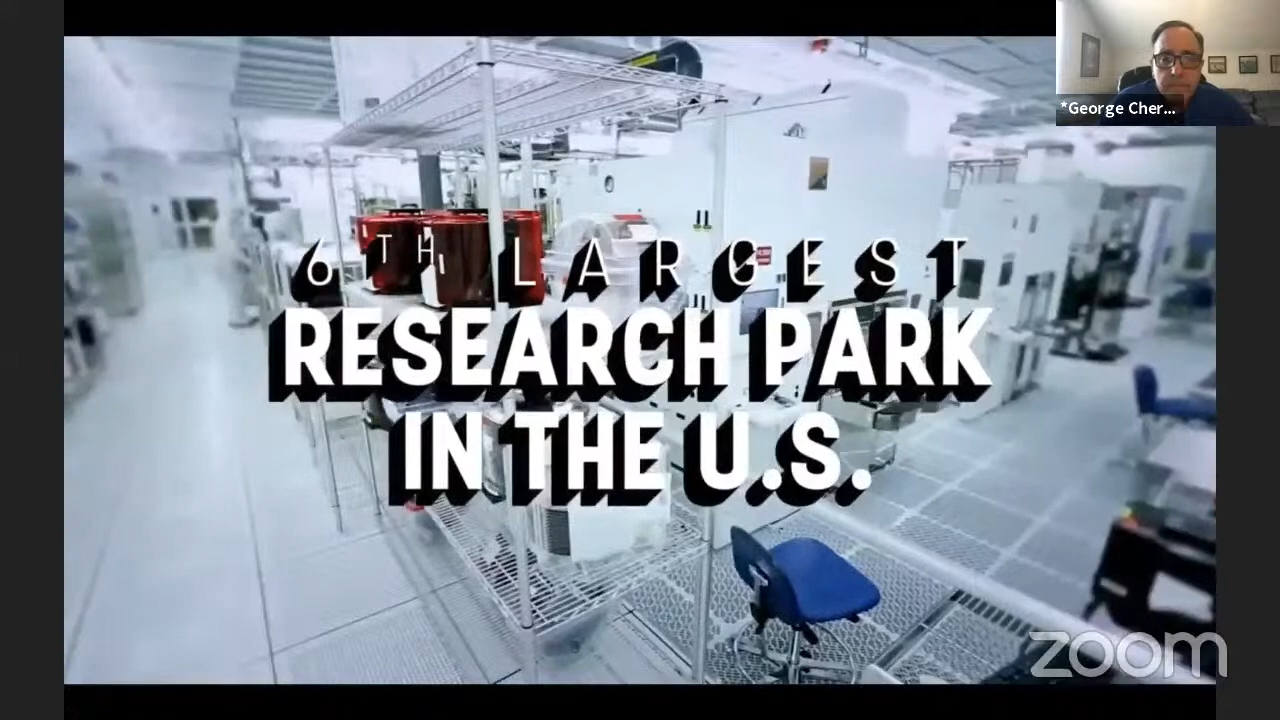 *George Cher...
6TH LARGEST
RESEARCH PARK
IN THE U.S.
zoom